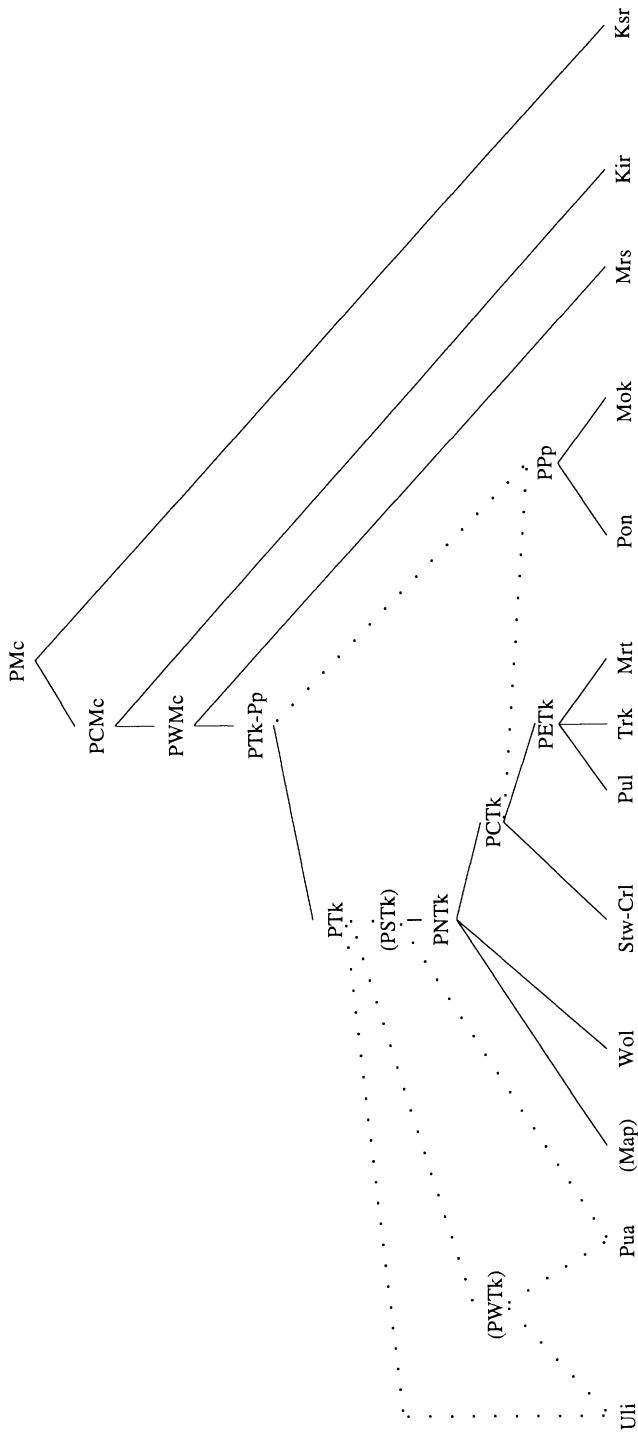 PMc
PCMc
PWMc
PTk-Pp
PTk
(PSTk)
PNTk
PCTk
(PWTk)
PETk
PPp
Uli
Pua
(Map)
Wol
Stw-Crl
Pul
Trk
Mrt
Pon
Mok
Mrs
Kir
Ksr